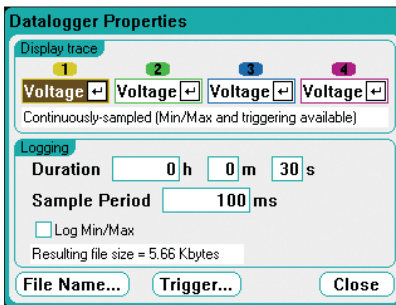 Datalogger Properties
Display trace
1 2 3 4
Voltage Voltage Voltage Voltage
Continuously-sampled (Min/Max and triggering available)
Logging
Duration 0 h 0 m 30 s
Sample Period 100 ms
Log Min/Max
Resulting file size = 5.66 Kbytes
File Name... Trigger... Close